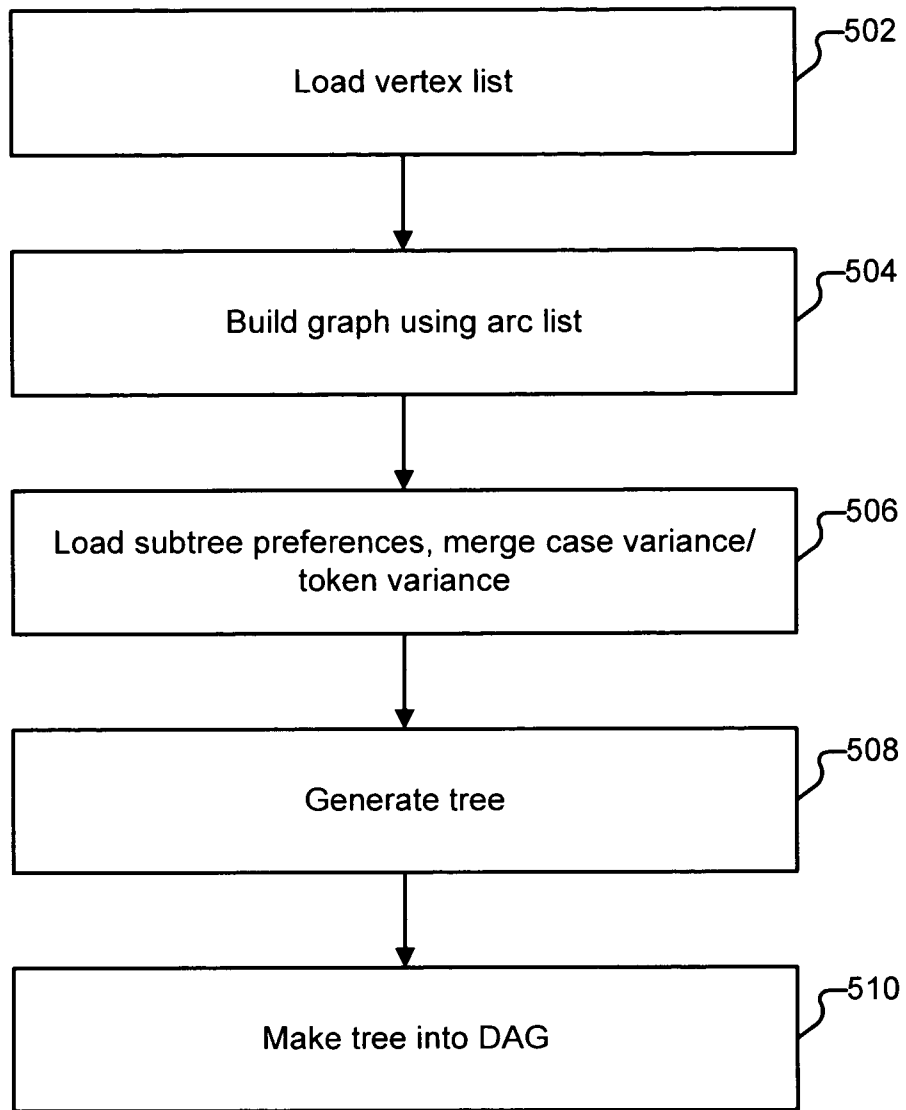 502
Load vertex list
504
Build graph using arc list
506
Load subtree preferences, merge case variance/
token variance
508
Generate tree
510
Make tree into DAG